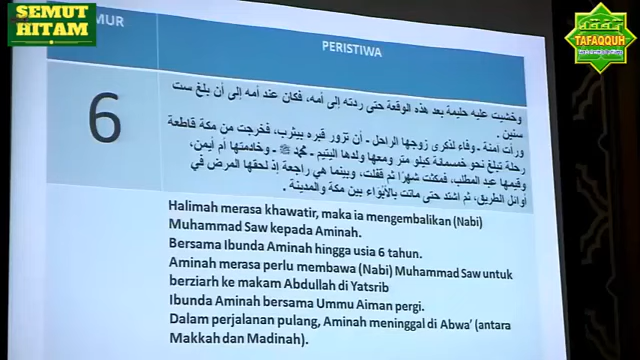 SEMUT
HITAM
MUR
PERISTIWA
TAFAQQUH
6
وخشيت عليه حليمة بعد هذه الوقعة حتى ردته إلى أمه، فكان عند أمه إلى أن بلغ ست
سنين .
ورأت آمنة ـ وفاء لذكرى زوجها الراحل ـ أن تزور قبره بيثرب، فخرجت من مكة قاطعة
رحلة تبلغ نحو خمسمائة كيلو متر ومعها ولدها اليتيم ـ محمد ﷺ ـ وخادمتها أم أيمن،
وقيمها عبد المطلب، فمكثت شهرًا ثم قفلت، وبينما هي راجعة إذ لحقها المرض في
أوائل الطريق، ثم اشتد حتى ماتت بالأبْوَاء بين مكة والمدينة .
Halimah merasa khawatir, maka ia mengembalikan (Nabi)
Muhammad Saw kepada Aminah.
Bersama Ibunda Aminah hingga usia 6 tahun.
Aminah merasa perlu membawa (Nabi) Muhammad Saw untuk
berziarh ke makam Abdullah di Yatsrib
Ibunda Aminah bersama Ummu Aiman pergi.
Dalam perjalanan pulang, Aminah meninggal di Abwa' (antara
Makkah dan Madinah).